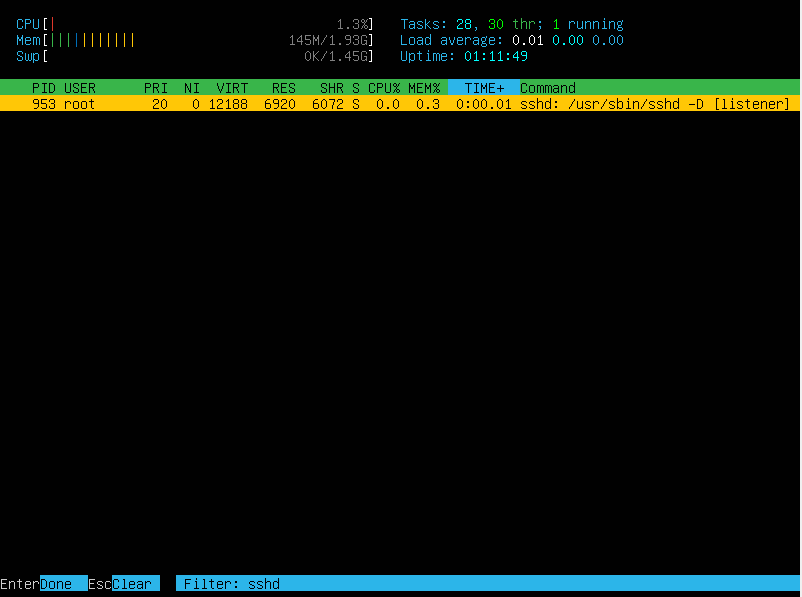 CPU[| 1.3%] Tasks: 28, 30 thr; 1 running
Mem[||||||||||| 145M/1.93G] Load average: 0.01 0.00 0.00
Swp[ 0K/1.45G] Uptime: 01:11:49
PID USER PRI NI VIRT RES SHR S CPU% MEM% TIME+ Command
953 root 20 0 12188 6920 6072 S 0.0 0.3 0:00.01 sshd: /usr/sbin/sshd -D [listener]
EnterDone EscClear Filter: sshd